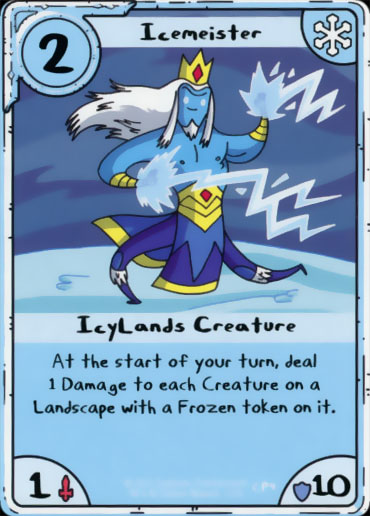 2
Icemeister
IcyLands Creature
At the start of your turn, deal
1 Damage to each Creature on a
Landscape with a Frozen token on it.
1
10